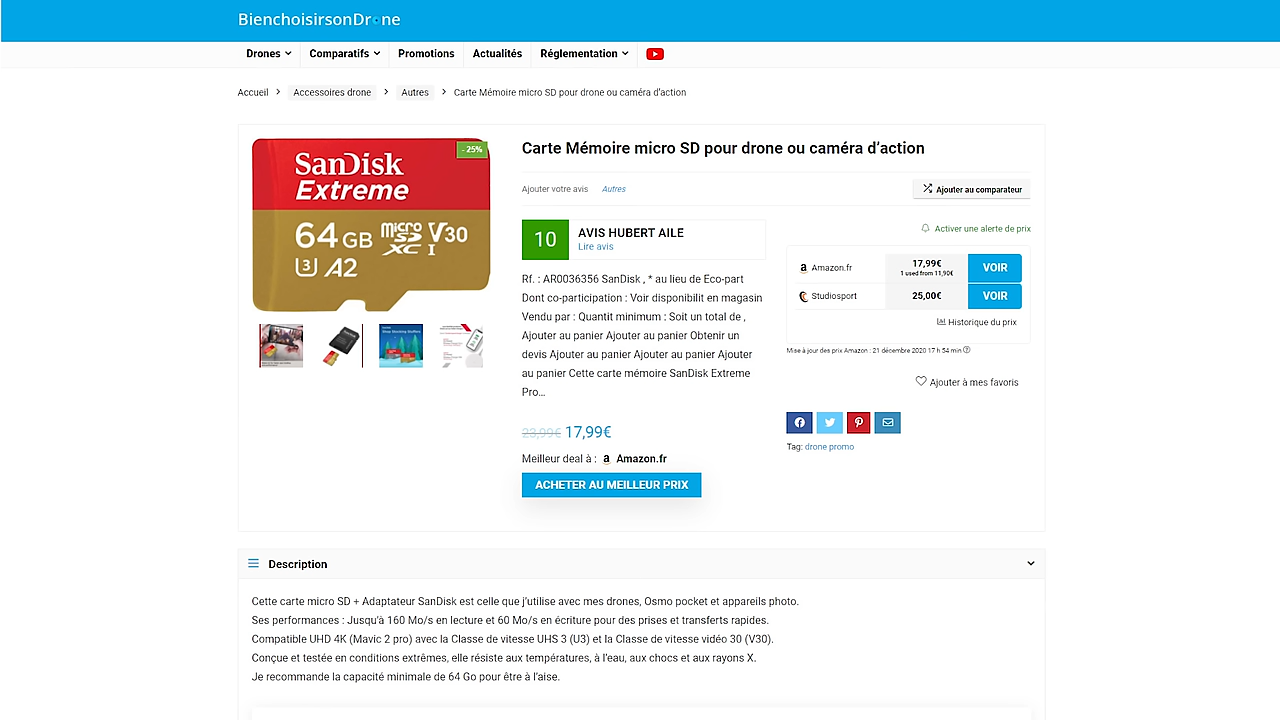 BienchoisirsonDrone
Drones
Comparatifs
Promotions
Actualités
Réglementation
Accueil
Accessoires drone
Autres
Carte Mémoire micro SD pour drone ou caméra d'action
- 25%
SanDisk
Extreme
64 GB micro SD XC I V30
U3 A2
Carte Mémoire micro SD pour drone ou caméra d'action
Ajouter votre avis
Autres
Ajouter au comparateur
10
AVIS HUBERT AILE
Lire avis
Rf. : AR0036356 SanDisk , * au lieu de Eco-part
Dont co-participation : Voir disponibilit en magasin
Vendu par : Quantit minimum : Soit un total de ,
Ajouter au panier Ajouter au panier Obtenir un
devis Ajouter au panier Ajouter au panier Ajouter
au panier Cette carte mémoire SanDisk Extreme
Pro...
23,99€ 17,99€
Meilleur deal à : a Amazon.fr
ACHETER AU MEILLEUR PRIX
Activer une alerte de prix
a Amazon.fr
17,99€
1 used from 11,90€
VOIR
Studiosport
25,00€
VOIR
Historique du prix
Mise à jour des prix Amazon : 21 décembre 2020 17 h 54 min
Ajouter à mes favoris
Tag: drone promo
Description
Cette carte micro SD + Adaptateur SanDisk est celle que j'utilise avec mes drones, Osmo pocket et appareils photo.
Ses performances : Jusqu'à 160 Mo/s en lecture et 60 Mo/s en écriture pour des prises et transferts rapides.
Compatible UHD 4K (Mavic 2 pro) avec la Classe de vitesse UHS 3 (U3) et la Classe de vitesse vidéo 30 (V30).
Conçue et testée en conditions extrêmes, elle résiste aux températures, à l'eau, aux chocs et aux rayons X.
Je recommande la capacité minimale de 64 Go pour être à l'aise.